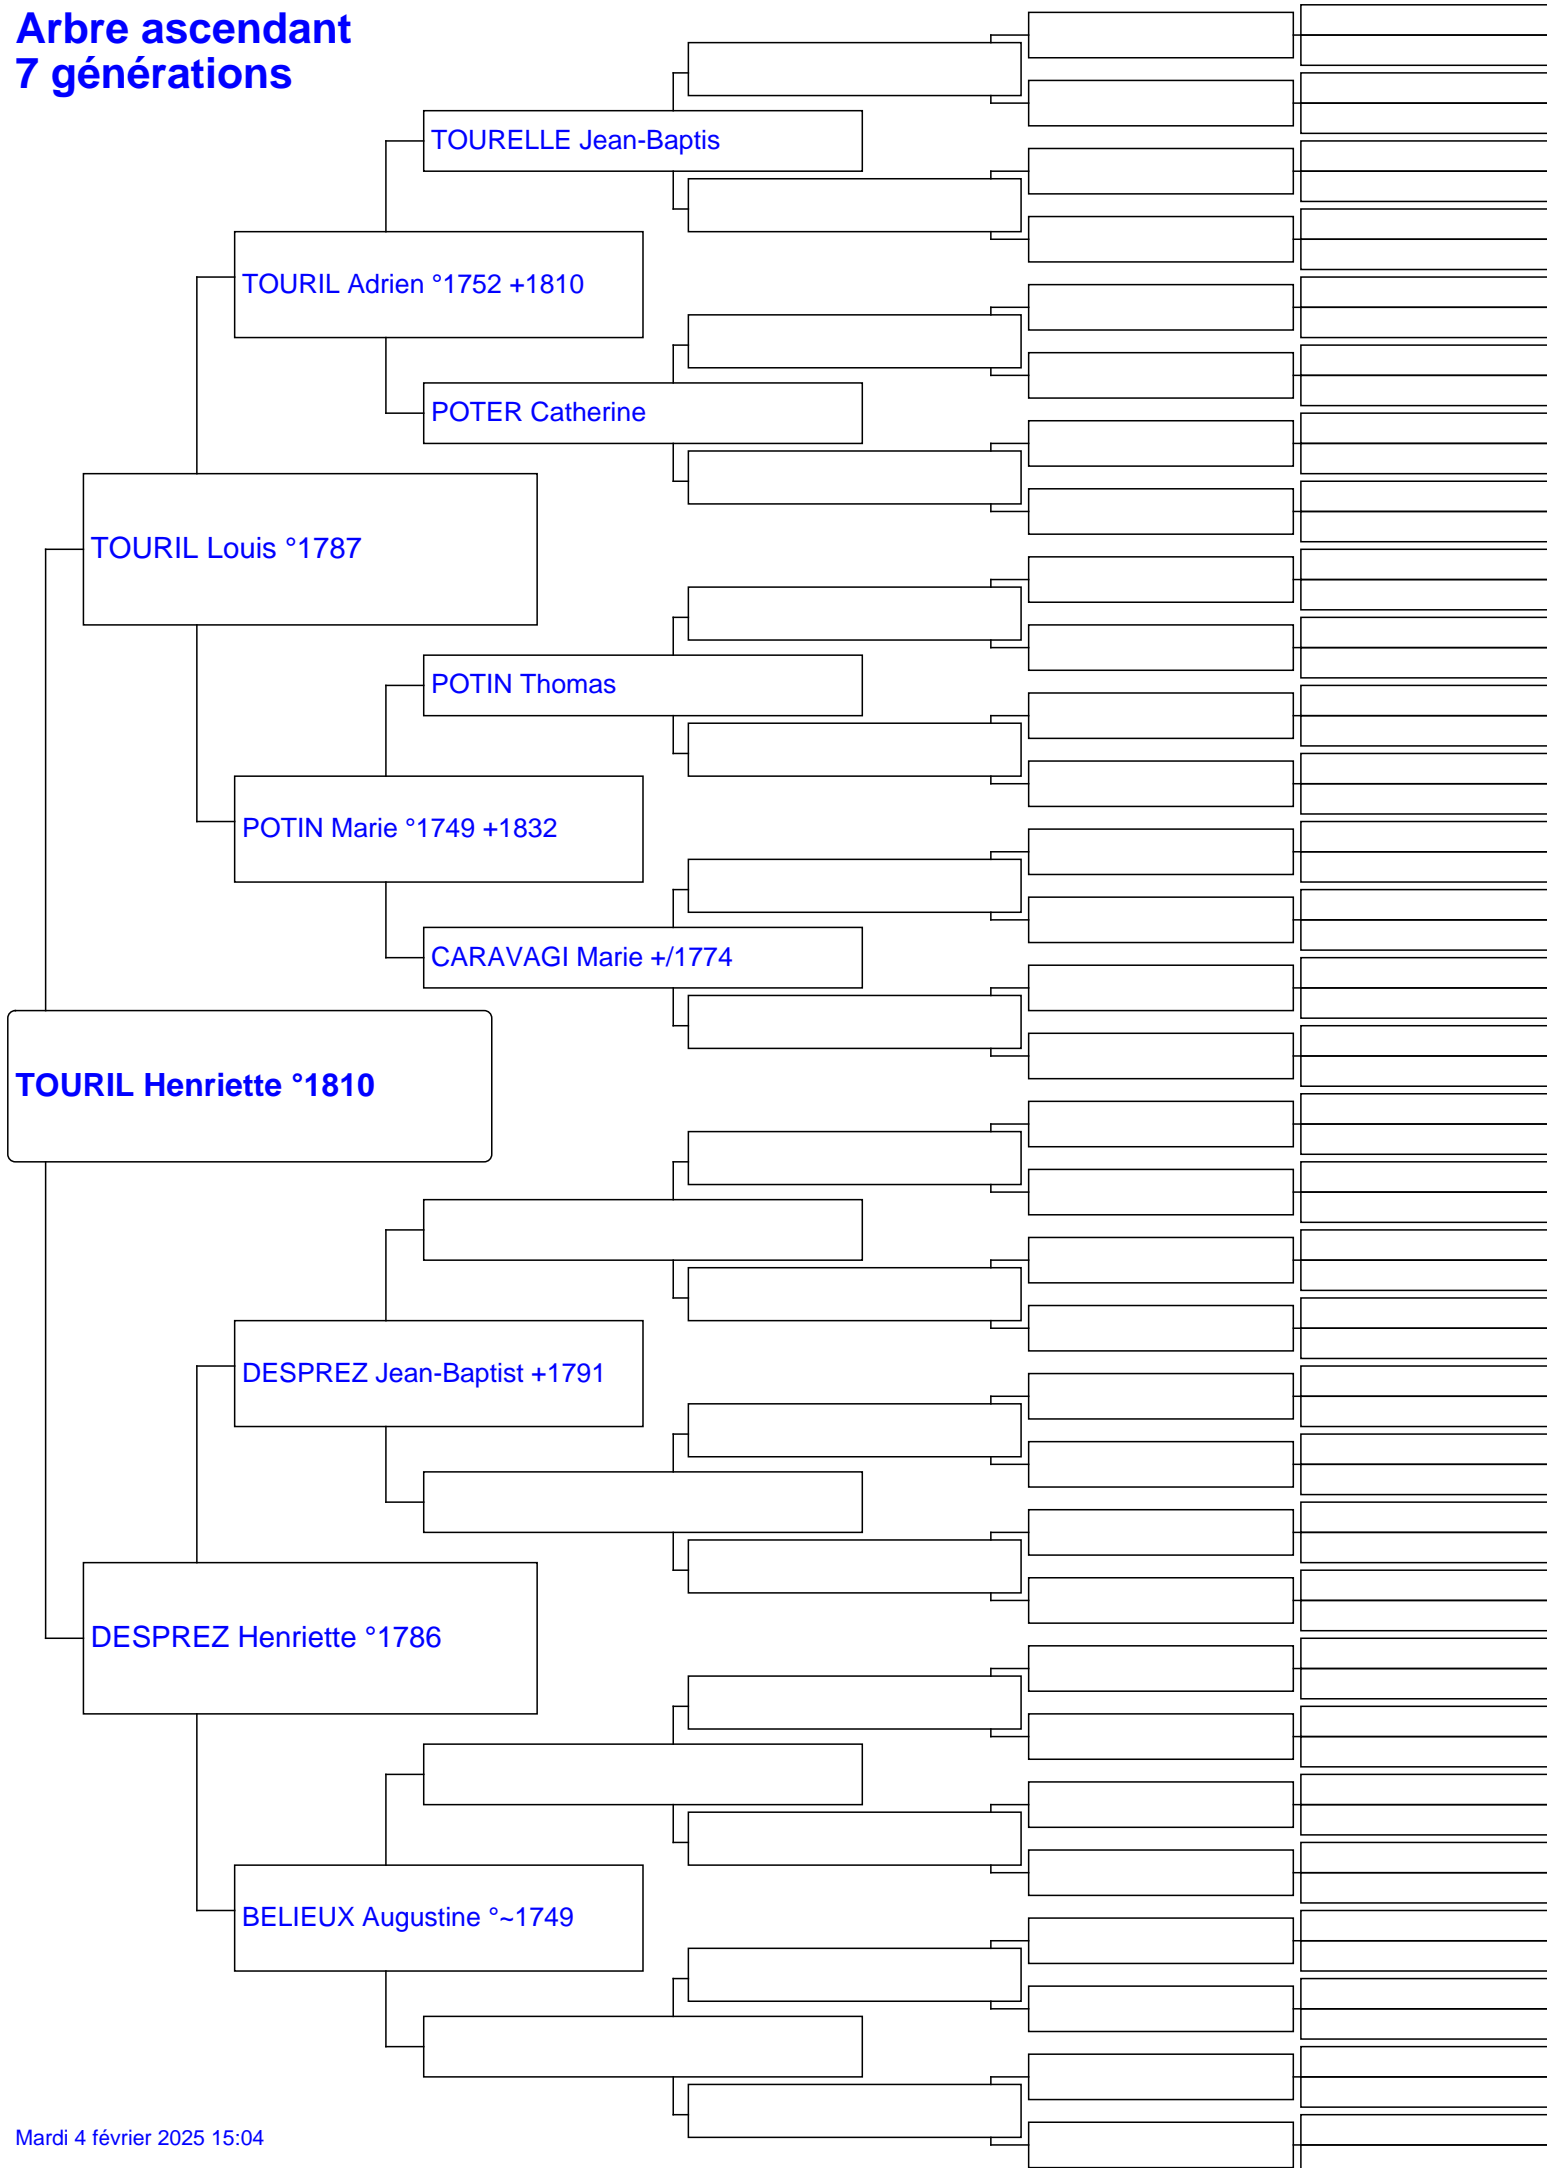 Arbre ascendant
7 générations
TOURELLE Jean-Baptis
TOURIL Adrien °1752 +1810
POTER Catherine
TOURIL Louis °1787
POTIN Thomas
POTIN Marie °1749 +1832
CARAVAGI Marie +/1774
TOURIL Henriette °1810
DESPREZ Jean-Baptist +1791
DESPREZ Henriette °1786
BELIEUX Augustine °~1749
Mardi 4 février 2025 15:04